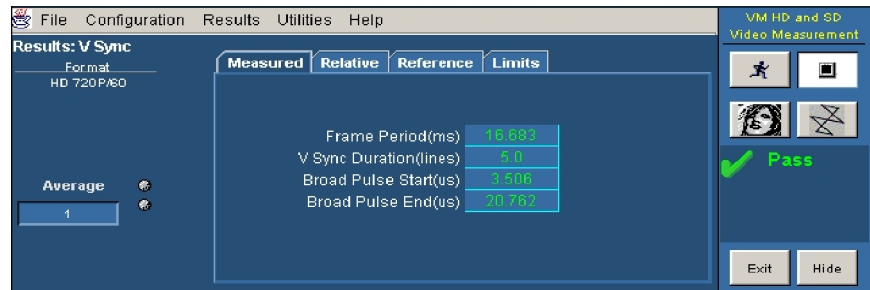 File Configuration Results Utilities Help
Results: V Sync
Format
HD 720P/60
Average
1
Measured Relative Reference Limits
Frame Period(ms) 16.683
V Sync Duration(lines) 5.0
Broad Pulse Start(us) 3.506
Broad Pulse End(us) 20.762
VM HD and SD
Video Measurement
Pass
Exit Hide